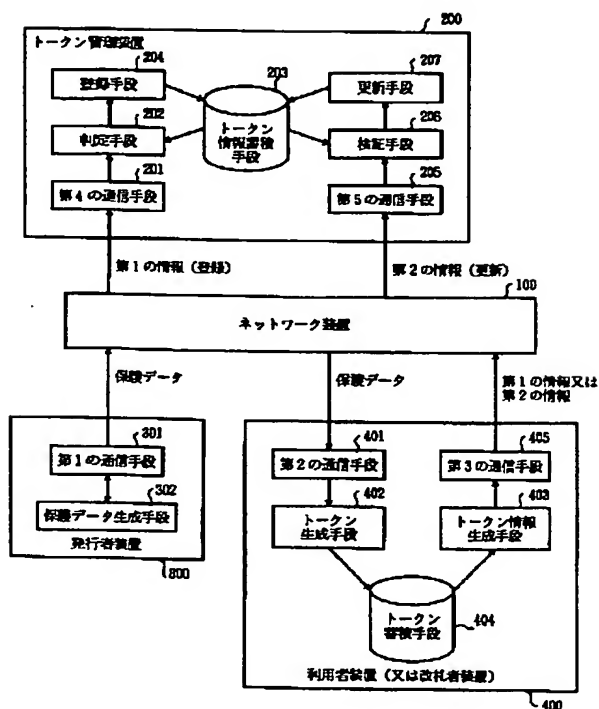 200
トークン管理装置
204
登録手段
203
207
更新手段
202
判定手段
トークン
情報蓄積
手段
206
検証手段
201
第4の通信手段
205
第5の通信手段
第1の情報(登録)
第2の情報(更新)
100
ネットワーク装置
保護データ
保護データ
第1の情報又は
第2の情報
301
第1の通信手段
302
保護データ生成手段
発行者装置
300
401
第2の通信手段
405
第3の通信手段
402
トークン
生成手段
403
トークン情報
生成手段
トークン
蓄積手段
404
利用者装置(又は改札者装置)
400